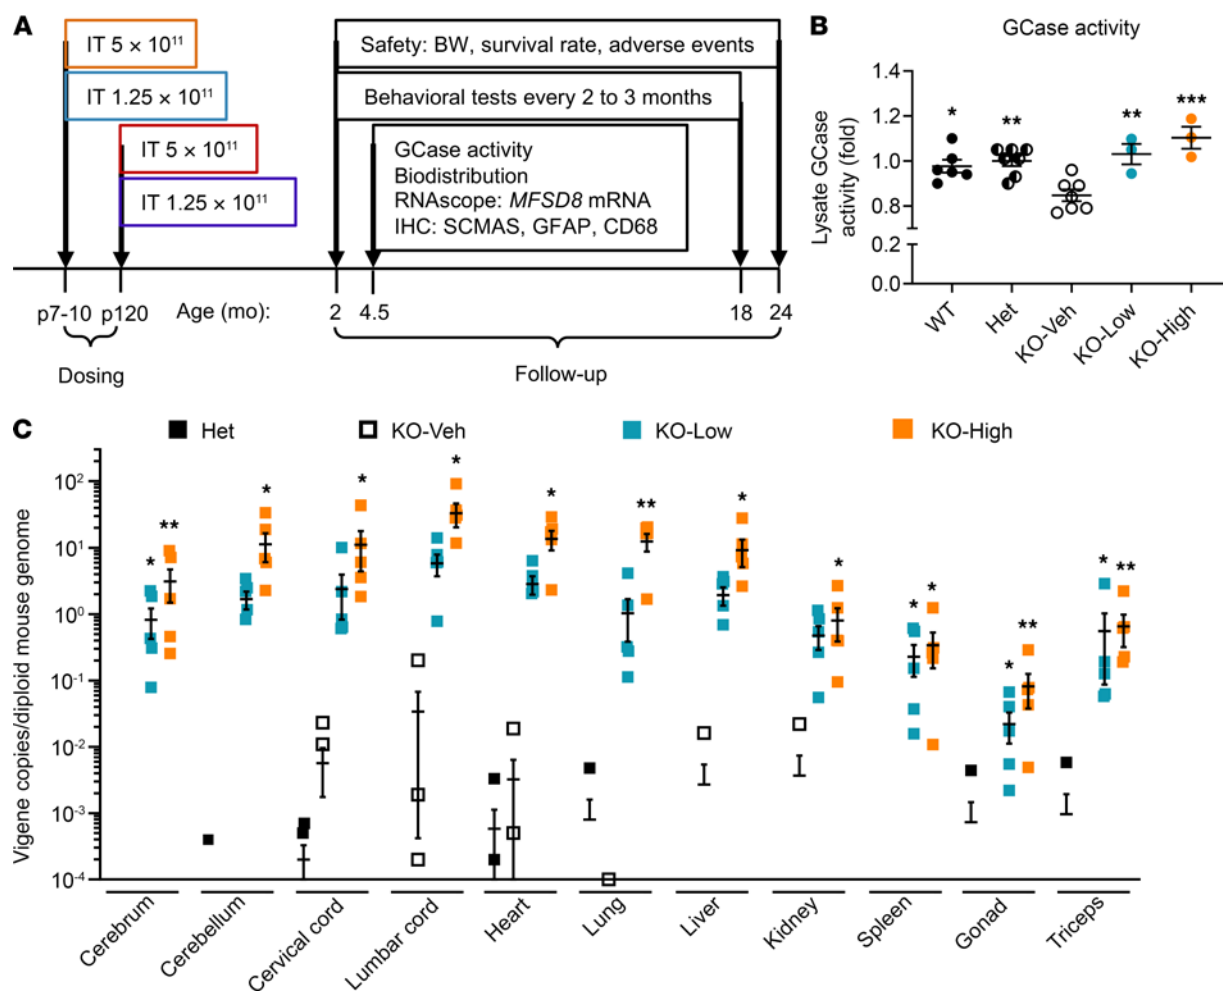 A
IT 5 × 10¹¹
IT 1.25 × 10¹¹
IT 5 × 10¹¹
IT 1.25 × 10¹¹
Safety: BW, survival rate, adverse events
Behavioral tests every 2 to 3 months
GCase activity
Biodistribution
RNAscope: MFSD8 mRNA
IHC: SCMAS, GFAP, CD68
p7-10 p120 Age (mo): 2 4.5 18 24
Dosing
Follow-up
B
GCase activity
Lysate GCase
activity (fold)
1.4
1.2
1.0
0.8
0.2
0.0
* ** ** ***
WT Het KO-Veh KO-Low KO-High
C
Het KO-Veh KO-Low KO-High
Vigene copies/diploid mouse genome
10²
10¹
10⁰
10⁻¹
10⁻²
10⁻³
10⁻⁴
* ** * * * * ** * * * * * ** * **
Cerebrum Cerebellum Cervical cord Lumbar cord Heart Lung Liver Kidney Spleen Gonad Triceps